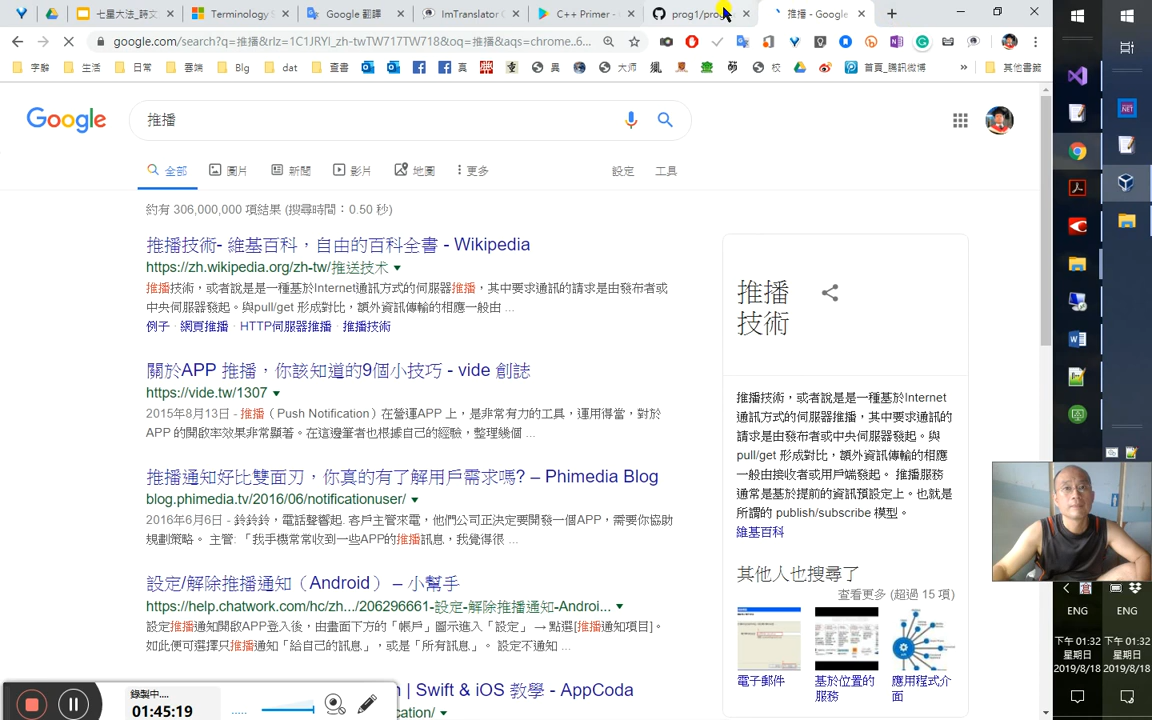 七星大法_跨文
Terminology S
Google 翻譯
ImTranslator C
C++ Primer -
prog1/prog
推播 - Google
google.com/search?q=推播&rlz=1C1JRYI_zh-twTW717TW718&oq=推播&aqs=chrome..6...
字辭
生活
日常
雲端
Blg
dat
查書
真
異
大师
校
首頁_騰訊微博
»
其他書籤
Google
推播
全部
圖片
新聞
影片
地圖
更多
設定
工具
約有 306,000,000 項結果 (搜尋時間：0.50 秒)
推播技術- 維基百科，自由的百科全書 - Wikipedia
https://zh.wikipedia.org/zh-tw/推送技术
推播技術，或者說是是一種基於Internet通訊方式的伺服器推播，其中要求通訊的請求是由發布者或
中央伺服器發起。與pull/get 形成對比，額外資訊傳輸的相應一般由 ...
例子 · 網頁推播 · HTTP伺服器推播 · 推播技術
關於APP 推播，你該知道的9個小技巧 - vide 創誌
https://vide.tw/1307
2015年8月13日 - 推播（Push Notification）在營運APP 上，是非常有力的工具，運用得當，對於
APP 的開啟率效果非常顯著。在這邊筆者也根據自己的經驗，整理幾個 ...
推播通知好比雙面刃，你真的有了解用戶需求嗎? – Phimedia Blog
blog.phimedia.tv/2016/06/notificationuser/
2016年6月6日 - 鈴鈴鈴，電話聲響起. 客戶主管來電，他們公司正決定要開發一個APP，需要你協助
規劃策略。 主管:「我手機常常收到一些APP的推播訊息，我覺得很 ...
設定/解除推播通知（Android） – 小幫手
https://help.chatwork.com/hc/zh.../206296661-設定-解除推播通知-Androi...
設定推播通知開啟APP登入後，由畫面下方的「帳戶」圖示進入「設定」 → 點選[推播通知項目]。
如此便可選擇只推播通知「給自己的訊息」，或是「所有訊息」。 設定不通知 ...
| Swift & iOS 教學 - AppCoda
ication/
推播
技術
推播技術，或者說是是一種基於Internet
通訊方式的伺服器推播，其中要求通訊的
請求是由發布者或中央伺服器發起。與
pull/get 形成對比，額外資訊傳輸的相應
一般由接收者或用戶端發起。 推播服務
通常是基於提前的資訊預設定上。也就是
所謂的 publish/subscribe 模型。
維基百科
其他人也搜尋了
查看更多 (超過 15 項)
電子郵件
基於位置的
服務
應用程式介
面
錄製中....
01:45:19
ENG
ENG
下午 01:32
星期日
2019/8/18
下午 01:32
星期日
2019/8/18